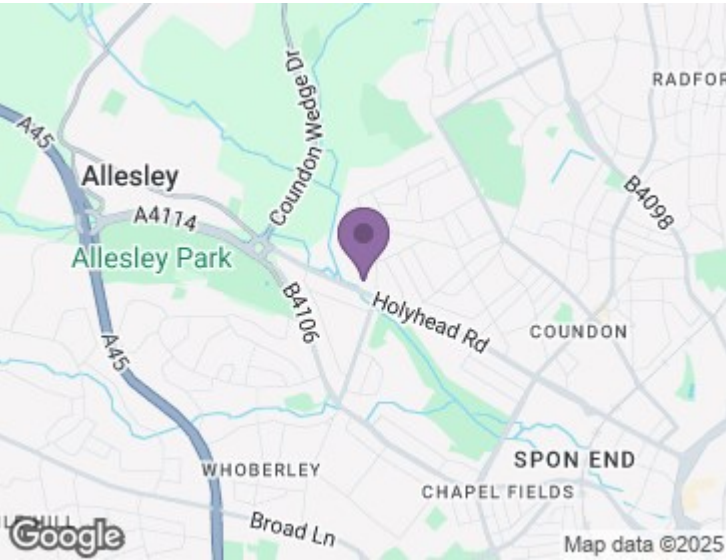 RADFOR
A45
Coundon Wedge Dr
Allesley
B4098
A4114
Allesley Park
B4106
Holyhead Rd
COUNDON
A45
SPON END
WHOBERLEY
CHAPEL FIELDS
Broad Ln
Google
Map data ©2025